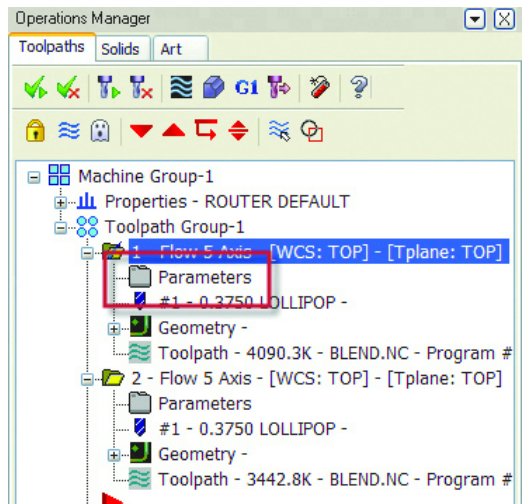 Operations Manager
Toolpaths Solids Art
G1
Machine Group-1
Properties - ROUTER DEFAULT
Toolpath Group-1
1 - Flow 5 Axis - [WCS: TOP] - [Tplane: TOP]
Parameters
#1 - 0.3750 LOLLIPOP -
Geometry -
Toolpath - 4090.3K - BLEND.NC - Program #
2 - Flow 5 Axis - [WCS: TOP] - [Tplane: TOP]
Parameters
#1 - 0.3750 LOLLIPOP -
Geometry -
Toolpath - 3442.8K - BLEND.NC - Program #